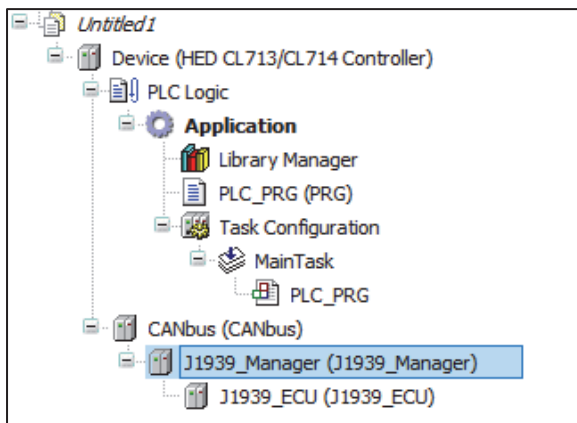 Untitled1
Device (HED CL713/CL714 Controller)
PLC Logic
Application
Library Manager
PLC_PRG (PRG)
Task Configuration
MainTask
PLC_PRG
CANbus (CANbus)
J1939_Manager (J1939_Manager)
J1939_ECU (J1939_ECU)